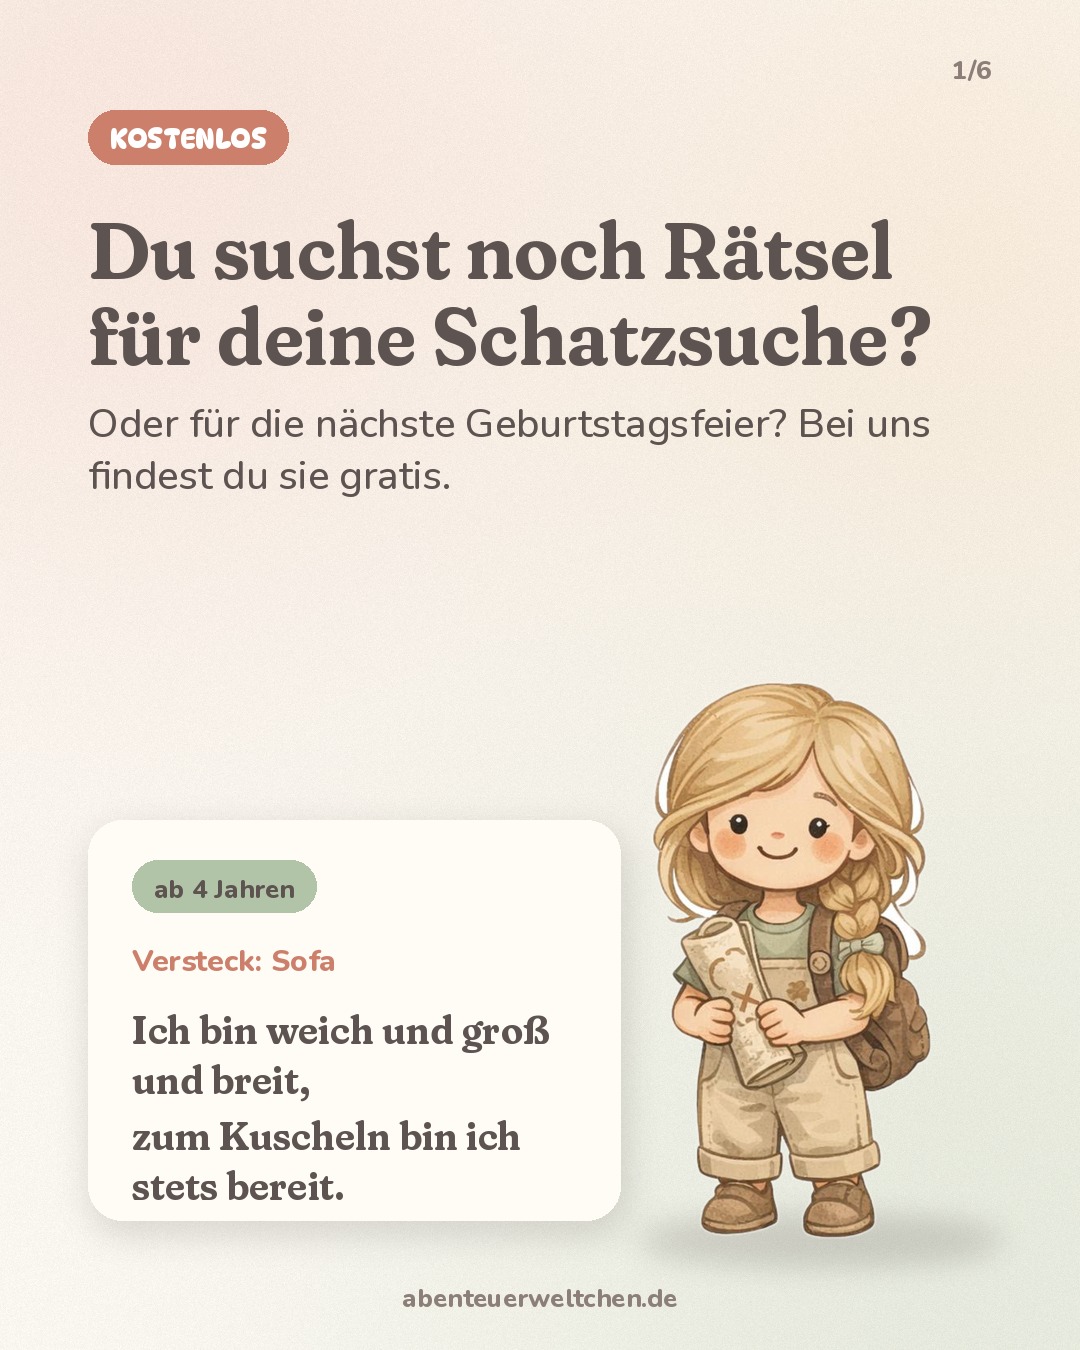 1/6
KOSTENLOS
Du suchst noch Rätsel
für deine Schatzsuche?
Oder für die nächste Geburtstagsfeier? Bei uns
findest du sie gratis.
ab 4 Jahren
Versteck: Sofa
Ich bin weich und groß
und breit,
zum Kuscheln bin ich
stets bereit.
abenteuerweltchen.de